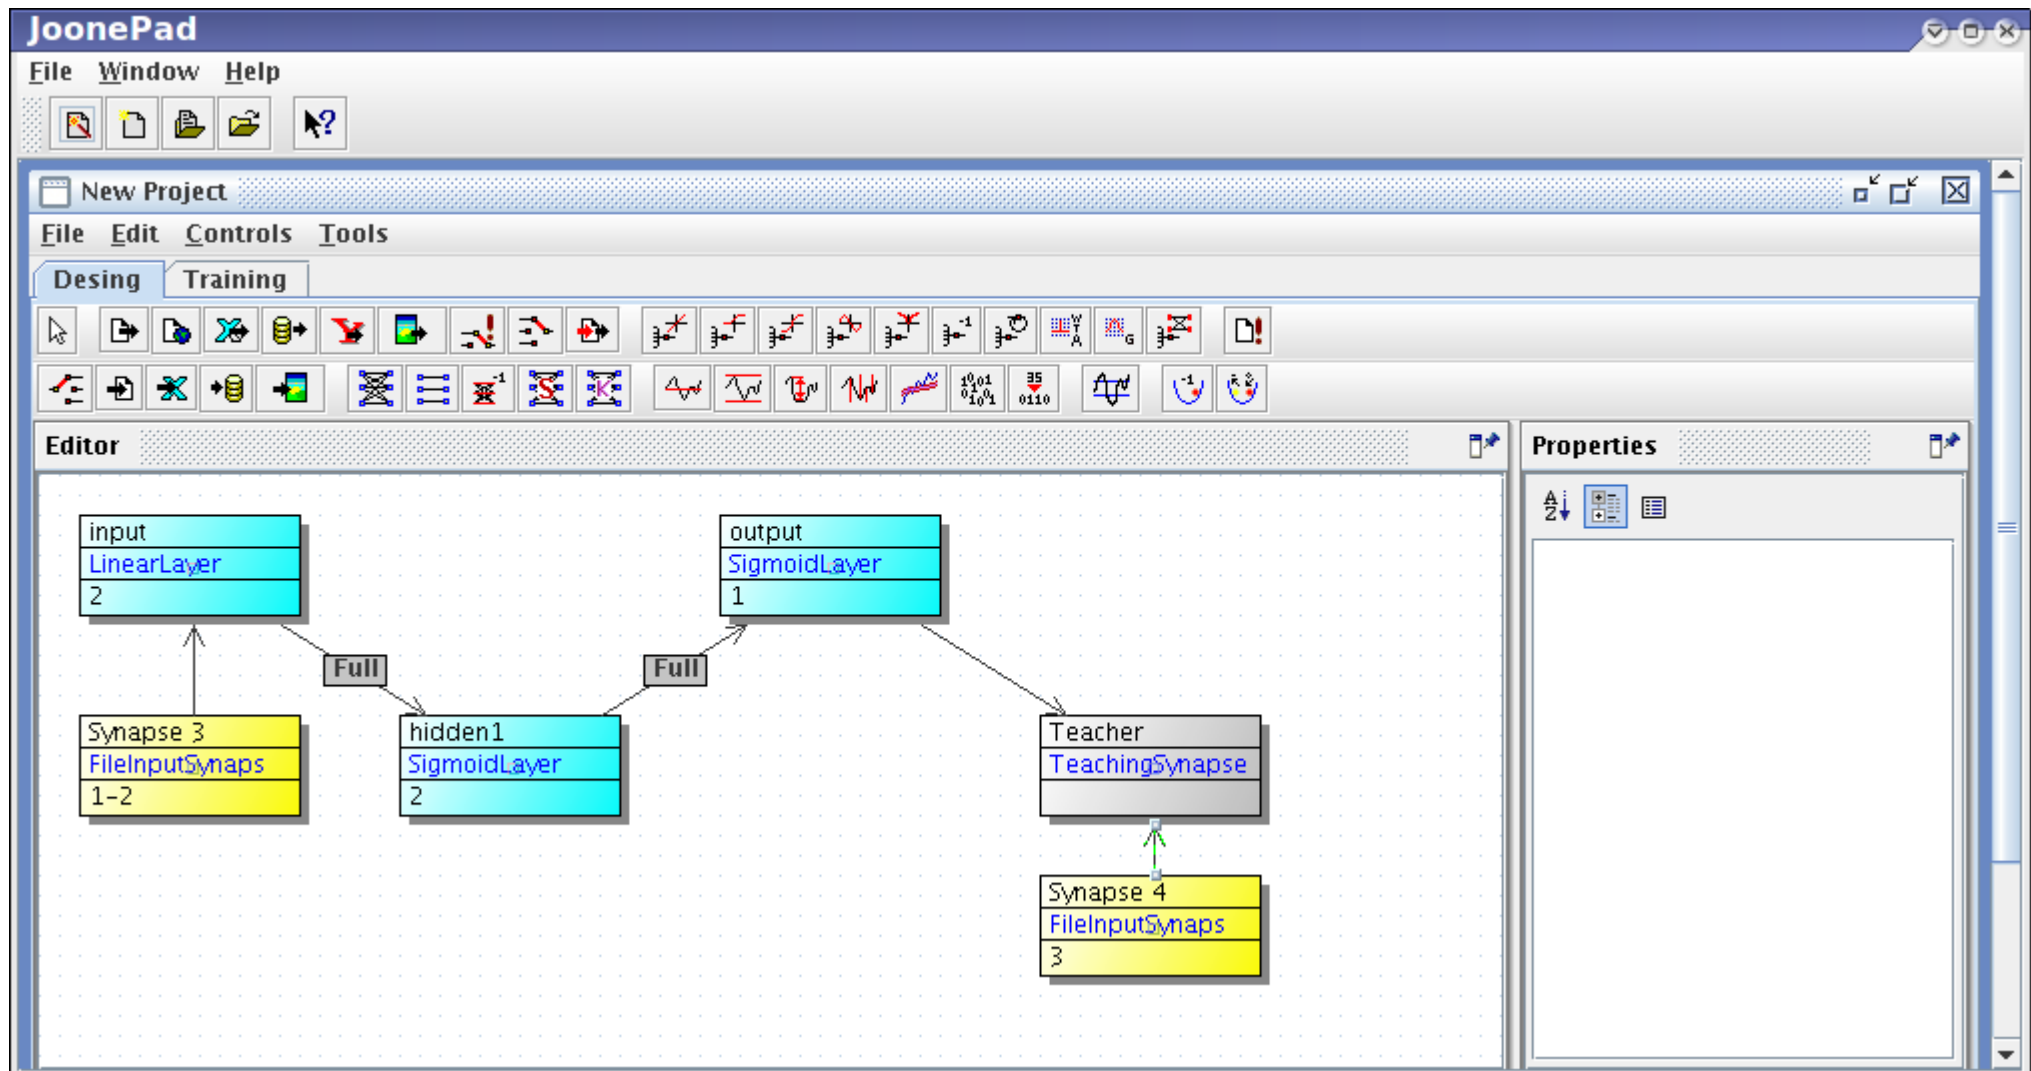 JoonePad
File Window Help
New Project
File Edit Controls Tools
Desing Training
Editor
Properties
input
LinearLayer
2
output
SigmoidLayer
1
Full
Full
Synapse 3
FileInputSynaps
1-2
hidden1
SigmoidLayer
2
Teacher
TeachingSynapse
Synapse 4
FileInputSynaps
3